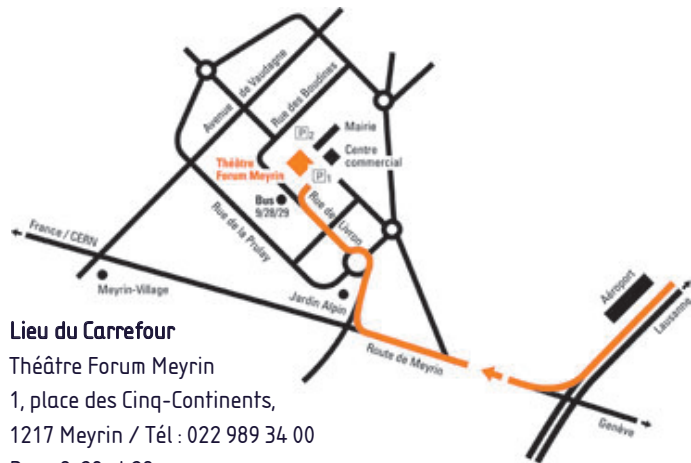 Avenue de Vaudagne
Rue des Boudines
P2
Mairie
Centre
commercial
Théâtre
Forum Meyrin
P1
Bus
9/28/29
Rue de Livron
Rue de la Prulay
France / CERN
Meyrin-Village
Jardin Alpin
Aéroport
Lausanne
Route de Meyrin
Genève
Lieu du Carrefour
Théâtre Forum Meyrin
1, place des Cinq-Continents,
1217 Meyrin / Tél : 022 989 34 00